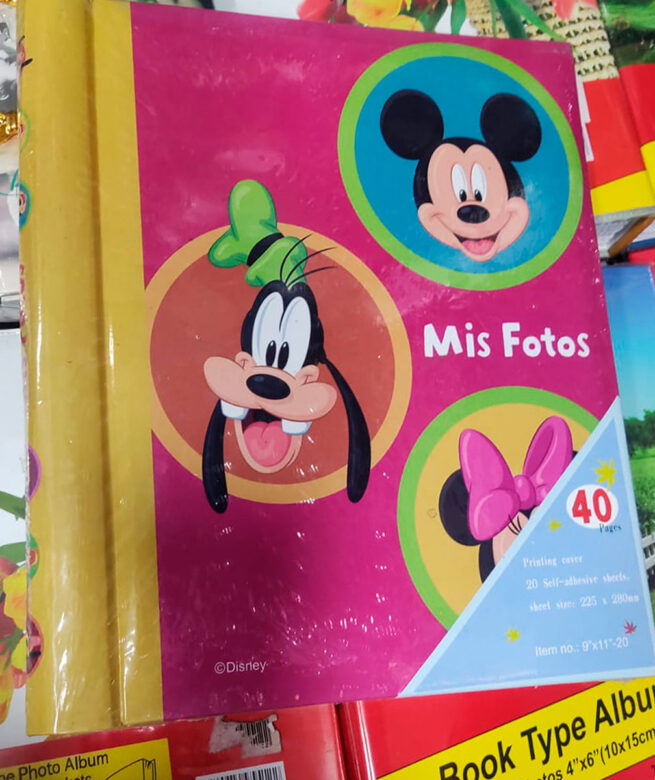 Mis Fotos
40
Pages
Printing cover
20 Self-adhesive sheets.
sheet size: 225 x 280mm
Item no.: 9"x11"-20
©Disney
Photo Album
Book Type
4"x6"(10x15cm